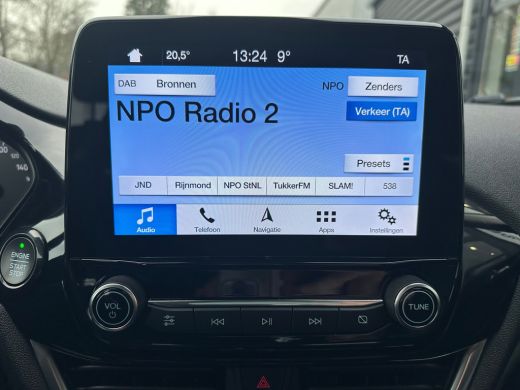 20,5° 13:24 9° TA
DAB Bronnen NPO Zenders
NPO Radio 2
Verkeer (TA)
Presets
JND Rijnmond NPO StNL TukkerFM SLAM! 538
Audio Telefoon Navigatie Apps Instellingen
140
ENGINE
START
STOP
VOL
TUNE